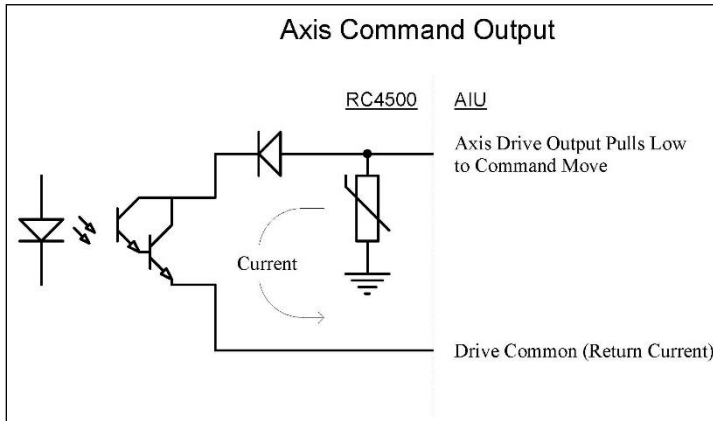 Axis Command Output
RC4500 AIU
Axis Drive Output Pulls Low
to Command Move
Current
Drive Common (Return Current)